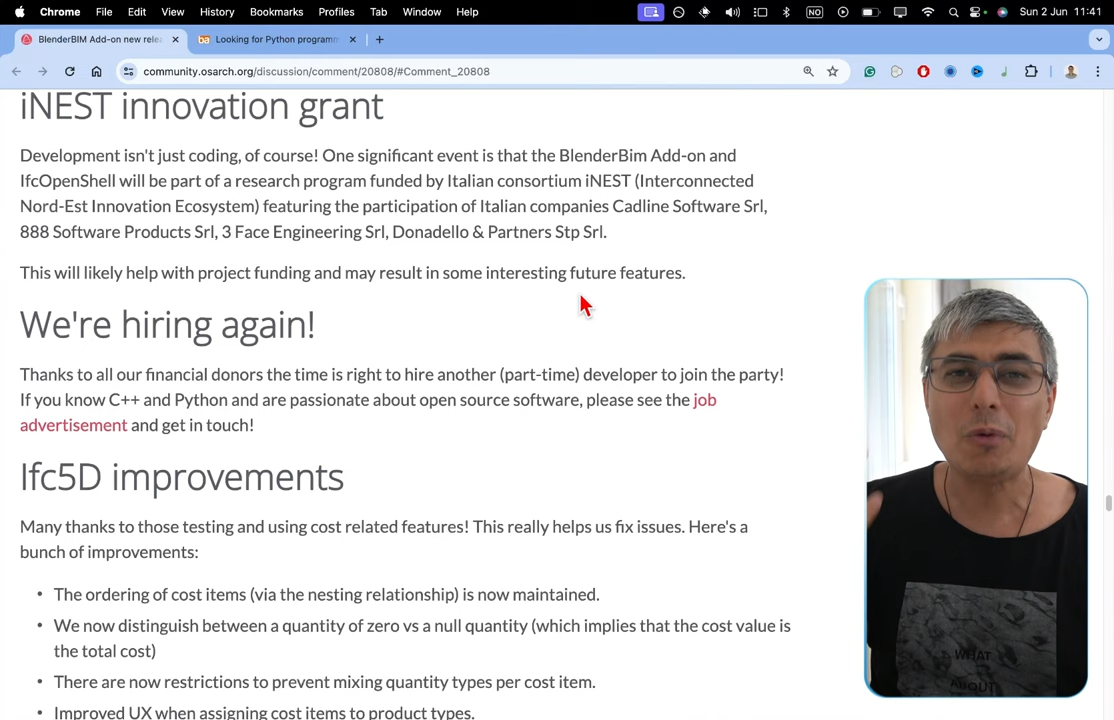 Chrome File Edit View History Bookmarks Profiles Tab Window Help NO Sun 2 Jun 11:41
BlenderBIM Add-on new rele
Looking for Python programm
community.osarch.org/discussion/comment/20808/#Comment_20808
iNEST innovation grant
Development isn't just coding, of course! One significant event is that the BlenderBim Add-on and
IfcOpenShell will be part of a research program funded by Italian consortium iNEST (Interconnected
Nord-Est Innovation Ecosystem) featuring the participation of Italian companies Cadline Software Srl,
888 Software Products Srl, 3 Face Engineering Srl, Donadello & Partners Stp Srl.
This will likely help with project funding and may result in some interesting future features.
We're hiring again!
Thanks to all our financial donors the time is right to hire another (part-time) developer to join the party!
If you know C++ and Python and are passionate about open source software, please see the job
advertisement and get in touch!
Ifc5D improvements
Many thanks to those testing and using cost related features! This really helps us fix issues. Here's a
bunch of improvements:
• The ordering of cost items (via the nesting relationship) is now maintained.
• We now distinguish between a quantity of zero vs a null quantity (which implies that the cost value is
the total cost)
• There are now restrictions to prevent mixing quantity types per cost item.
• Improved UX when assigning cost items to product types.
WHAT
ABOUT